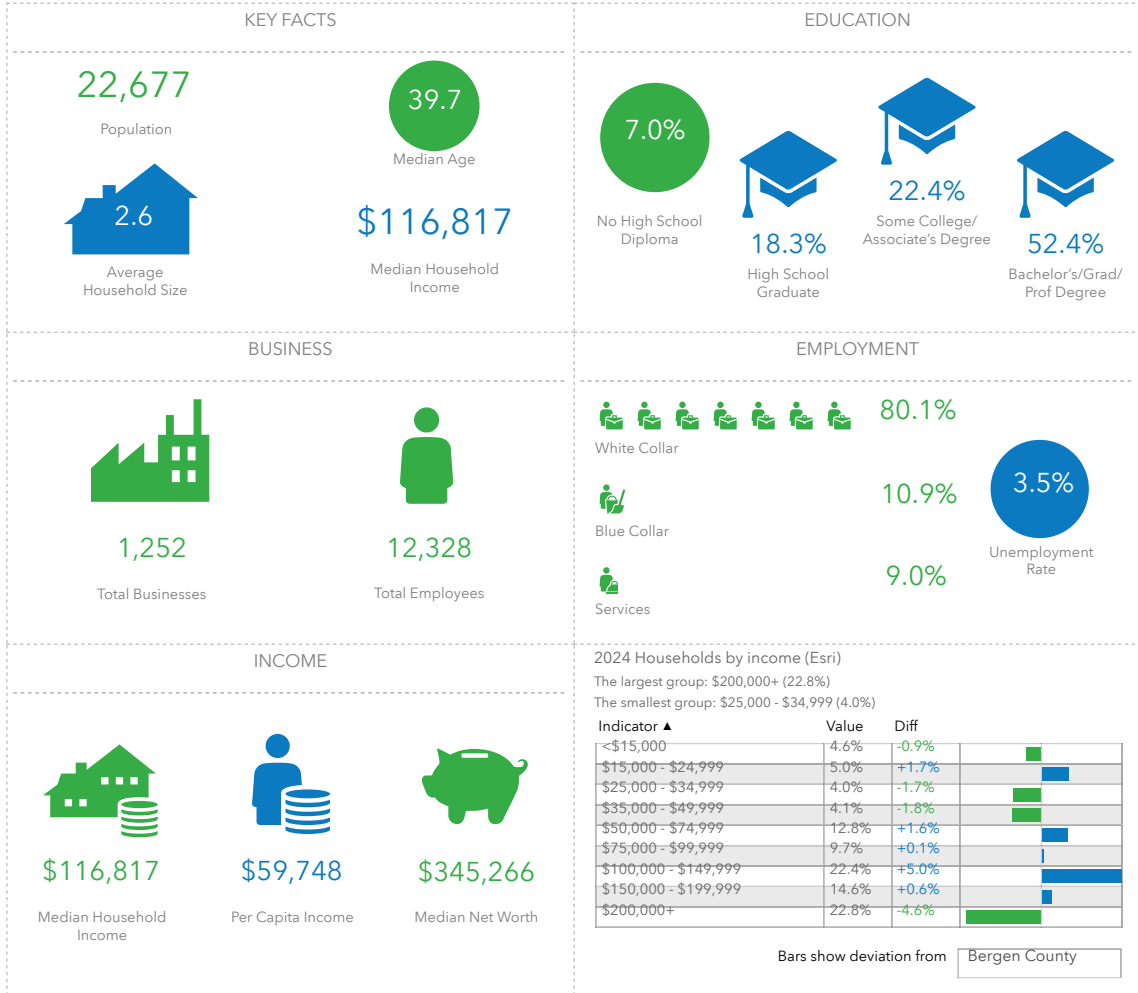 KEY FACTS
22,677
Population
39.7
Median Age
2.6
Average
Household Size
$116,817
Median Household
Income
EDUCATION
7.0%
No High School
Diploma
18.3%
High School
Graduate
22.4%
Some College/
Associate's Degree
52.4%
Bachelor's/Grad/
Prof Degree
BUSINESS
1,252
Total Businesses
12,328
Total Employees
EMPLOYMENT
80.1%
White Collar
10.9%
Blue Collar
9.0%
Services
3.5%
Unemployment
Rate
INCOME
$116,817
Median Household
Income
$59,748
Per Capita Income
$345,266
Median Net Worth
2024 Households by income (Esri)
The largest group: $200,000+ (22.8%)
The smallest group: $25,000 - $34,999 (4.0%)
Indicator ▲ Value Diff
<$15,000 4.6% -0.9%
$15,000 - $24,999 5.0% +1.7%
$25,000 - $34,999 4.0% -1.7%
$35,000 - $49,999 4.1% -1.8%
$50,000 - $74,999 12.8% +1.6%
$75,000 - $99,999 9.7% +0.1%
$100,000 - $149,999 22.4% +5.0%
$150,000 - $199,999 14.6% +0.6%
$200,000+ 22.8% -4.6%
Bars show deviation from Bergen County